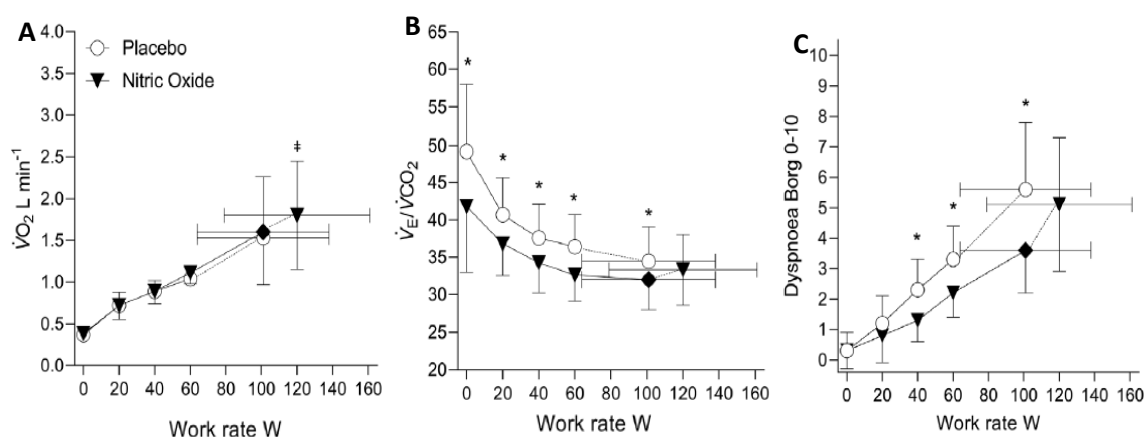 A
Placebo
Nitric Oxide
V̇O₂ L min⁻¹
4.0
3.5
3.0
2.5
2.0
1.5
1.0
0.5
0.0
‡
0 20 40 60 80 100 120 140 160
Work rate W
B
V̇E/V̇CO₂
65
60
55
50
45
40
35
30
25
20
* * * * *
0 20 40 60 80 100 120 140 160
Work rate W
C
Dyspnoea Borg 0-10
10
9
8
7
6
5
4
3
2
1
0
* * *
0 20 40 60 80 100 120 140 160
Work rate W